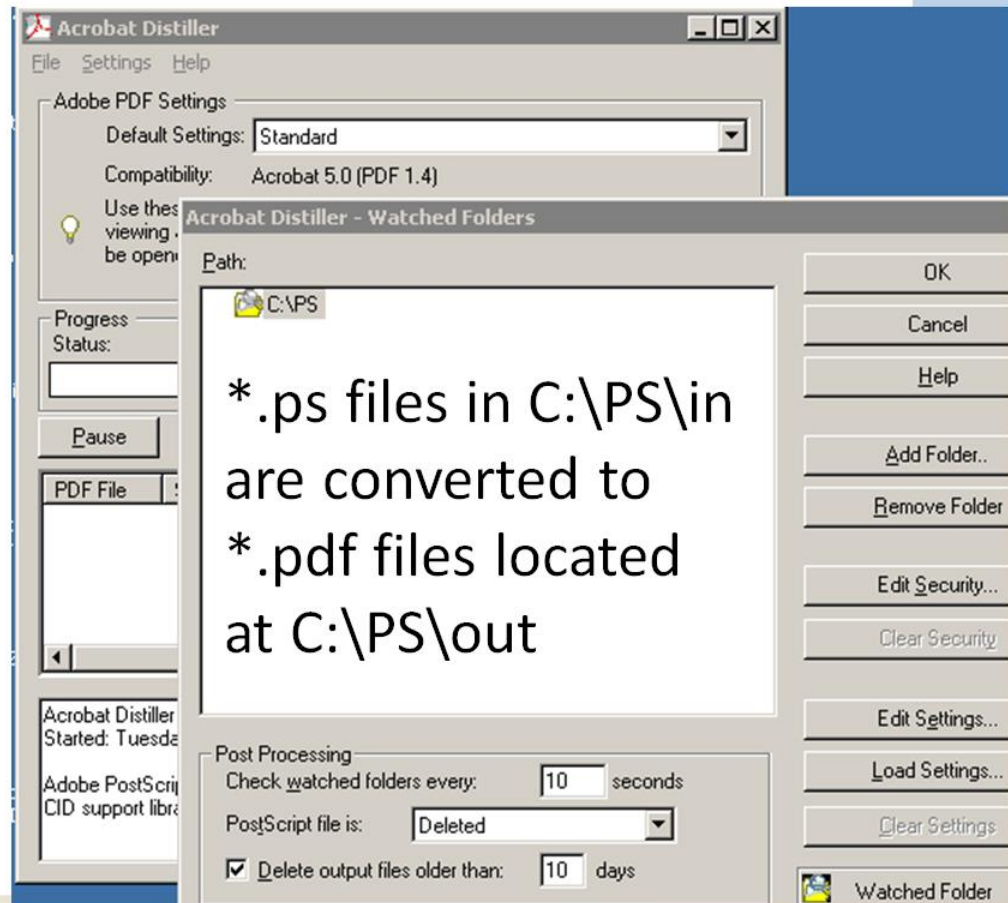 Acrobat Distiller
File Settings Help
Adobe PDF Settings
Default Settings: Standard
Compatibility: Acrobat 5.0 (PDF 1.4)
Use thes
viewing
be open
Progress
Status:
Pause
PDF File
Acrobat Distiller
Started: Tuesda
Adobe PostScrip
CID support libra
Acrobat Distiller - Watched Folders
Path:
C:\PS
*.ps files in C:\PS\in
are converted to
*.pdf files located
at C:\PS\out
OK
Cancel
Help
Add Folder..
Remove Folder
Edit Security...
Clear Security
Edit Settings...
Load Settings...
Clear Settings
Watched Folder
Post Processing
Check watched folders every: 10 seconds
PostScript file is: Deleted
Delete output files older than: 10 days